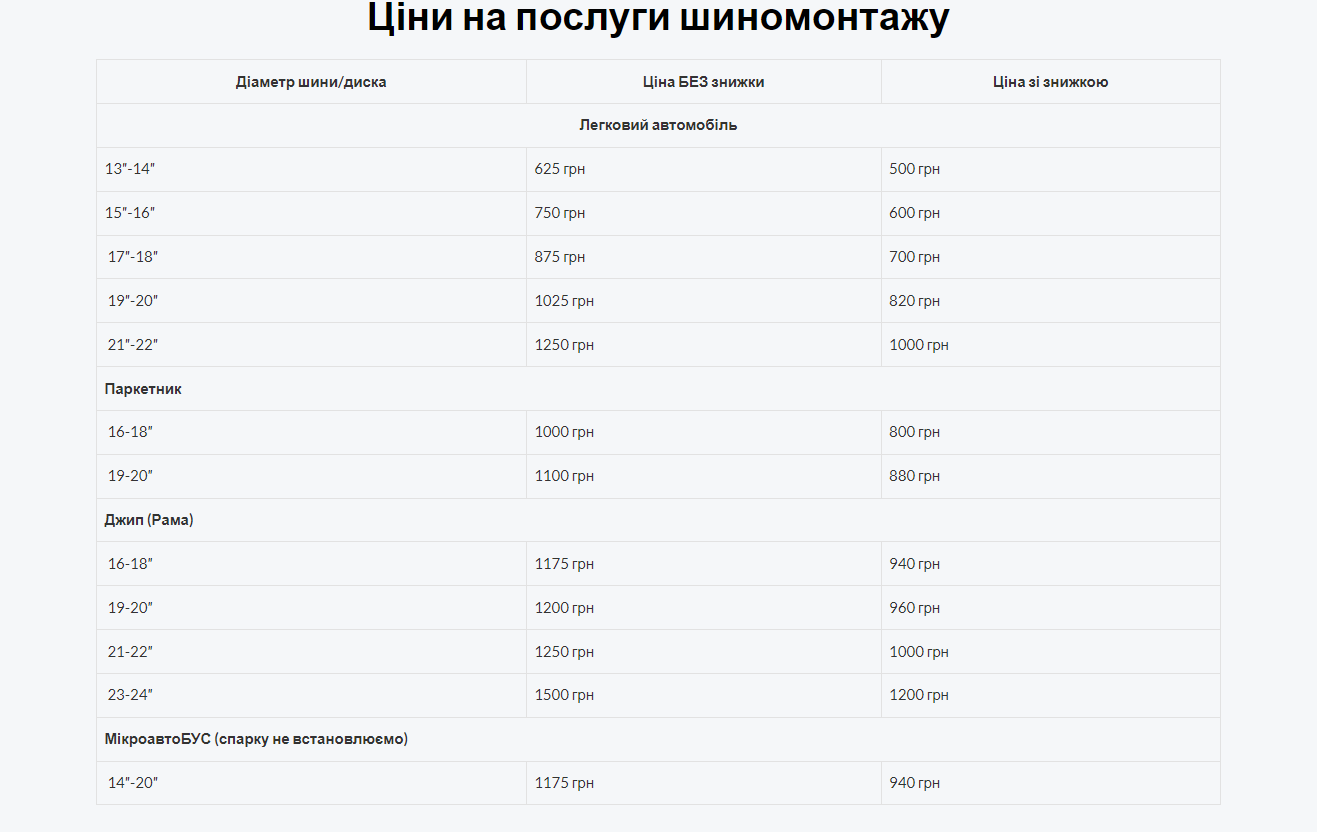 Ціни на послуги шиномонтажу
Діаметр шини/диска Ціна БЕЗ знижки Ціна зі знижкою
Легковий автомобіль
13″-14″ 625 грн 500 грн
15″-16″ 750 грн 600 грн
17″-18″ 875 грн 700 грн
19″-20″ 1025 грн 820 грн
21″-22″ 1250 грн 1000 грн
Паркетник
16-18″ 1000 грн 800 грн
19-20″ 1100 грн 880 грн
Джип (Рама)
16-18″ 1175 грн 940 грн
19-20″ 1200 грн 960 грн
21-22″ 1250 грн 1000 грн
23-24″ 1500 грн 1200 грн
МікроавтоБУС (спарку не встановлюємо)
14″-20″ 1175 грн 940 грн